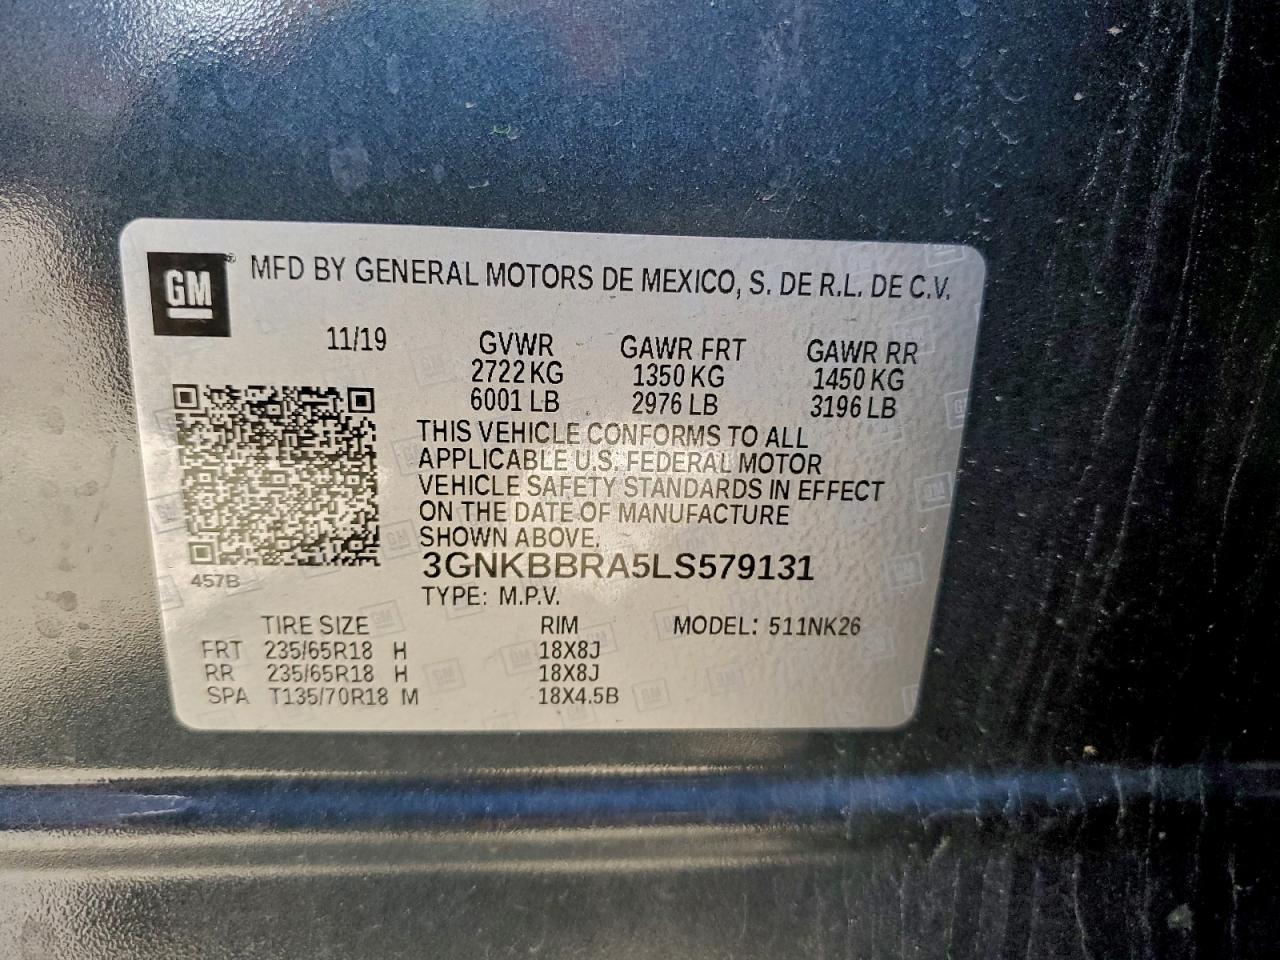 GM® MFD BY GENERAL MOTORS DE MEXICO, S. DE R.L. DE C.V.
11/19 GVWR GAWR FRT GAWR RR
2722 KG 1350 KG 1450 KG
6001 LB 2976 LB 3196 LB
THIS VEHICLE CONFORMS TO ALL
APPLICABLE U.S. FEDERAL MOTOR
VEHICLE SAFETY STANDARDS IN EFFECT
ON THE DATE OF MANUFACTURE
SHOWN ABOVE.
3GNKBBRA5LS579131
457B
TYPE: M.P.V.
TIRE SIZE RIM MODEL: 511NK26
FRT 235/65R18 H 18X8J
RR 235/65R18 H 18X8J
SPA T135/70R18 M 18X4.5B